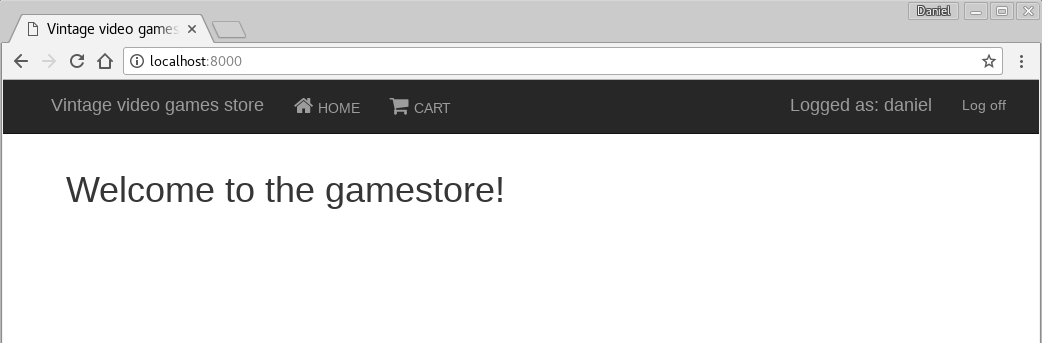 Daniel
Vintage video games
localhost:8000
Vintage video games store HOME CART Logged as: daniel Log off
Welcome to the gamestore!